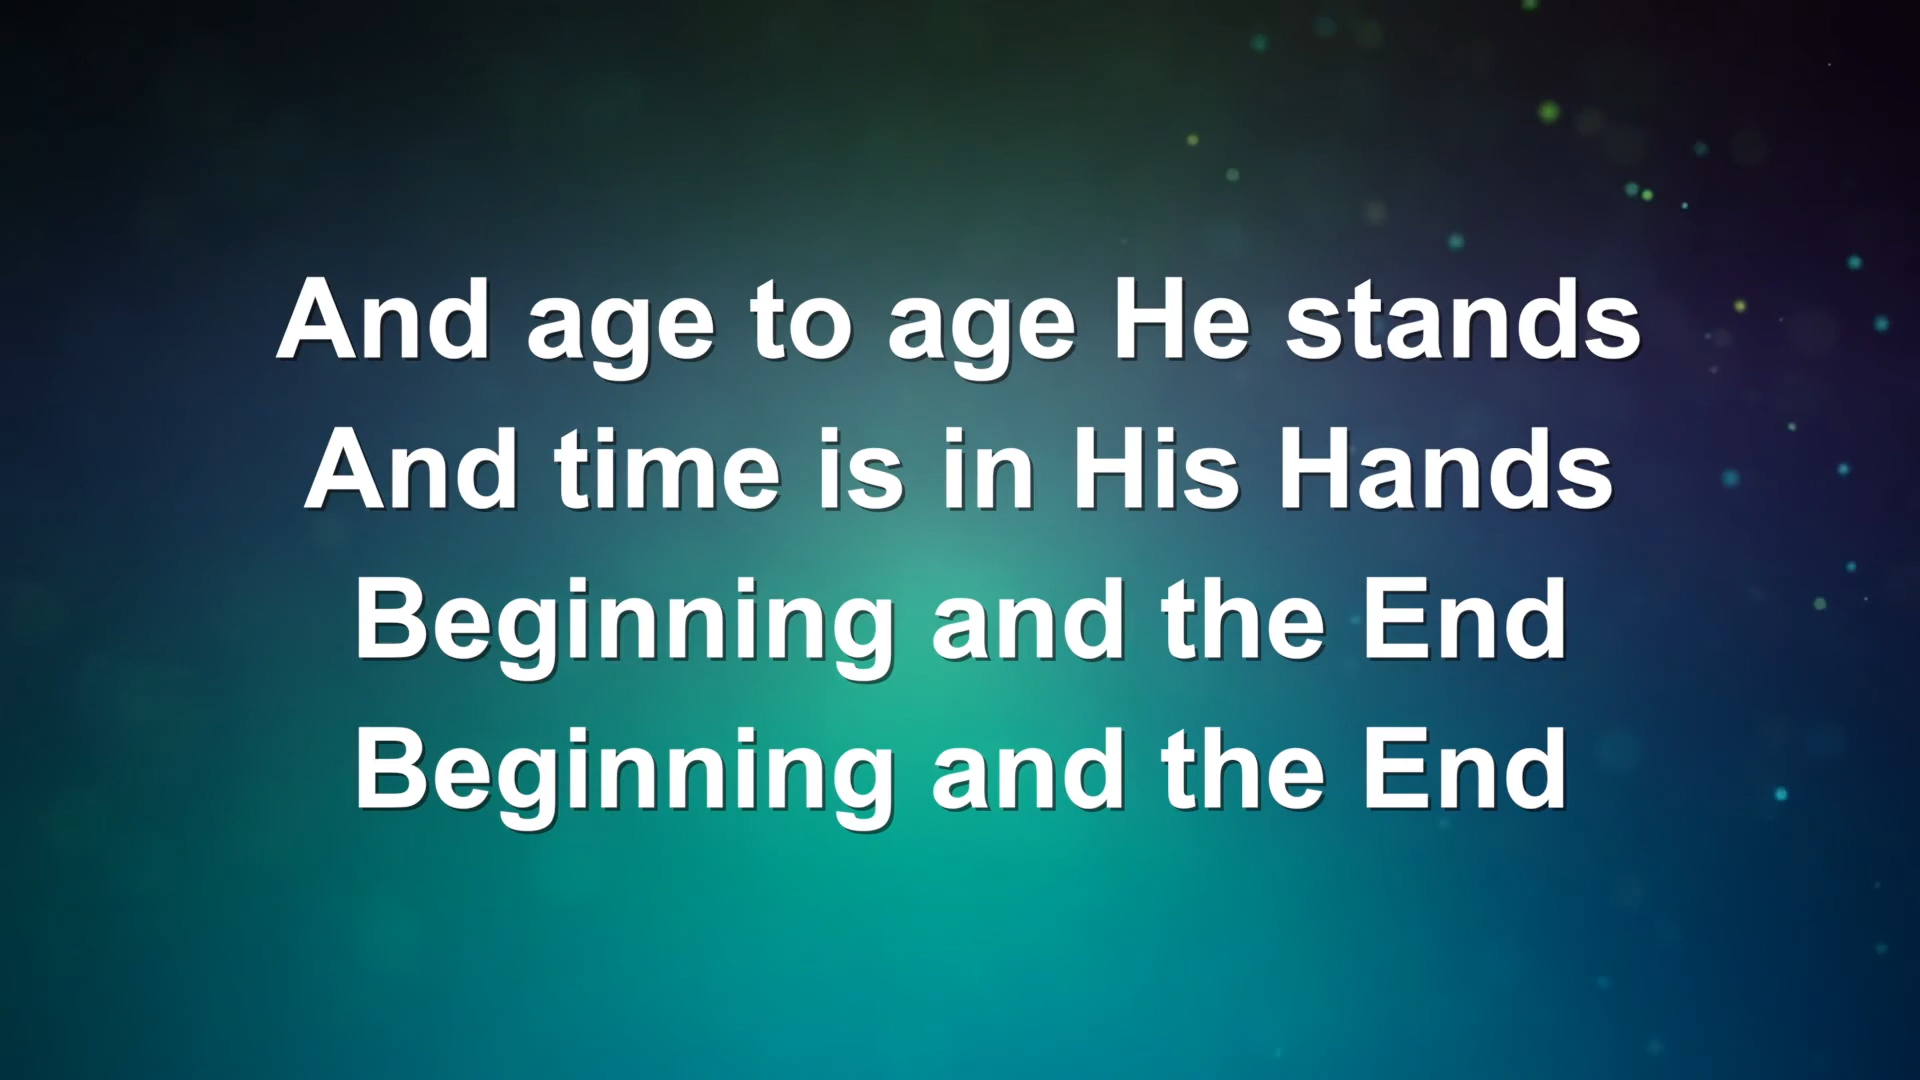 And age to age He stands
And time is in His Hands
Beginning and the End
Beginning and the End